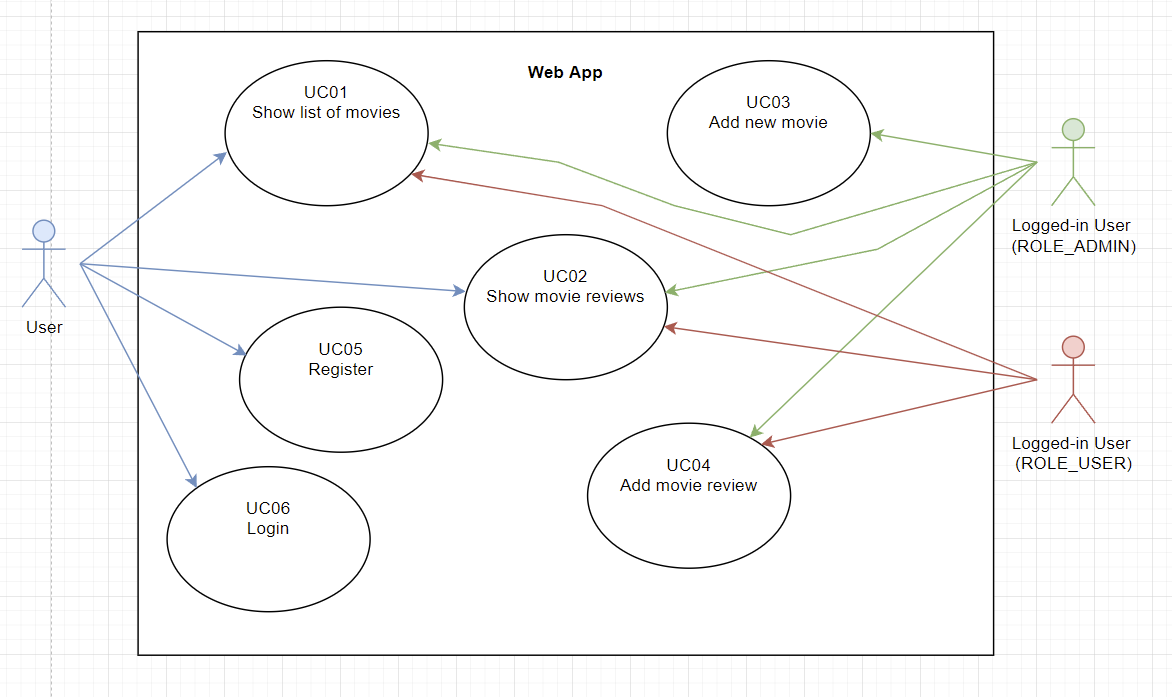 Web App
UC01
Show list of movies
UC03
Add new movie
Logged-in User
(ROLE_ADMIN)
UC02
Show movie reviews
User
UC05
Register
Logged-in User
(ROLE_USER)
UC04
Add movie review
UC06
Login